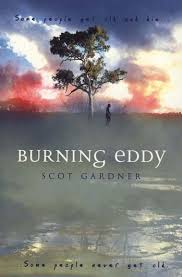 Some people get old and die...
BURNING eDDY
SCOT GARDNER
Some people never get old.